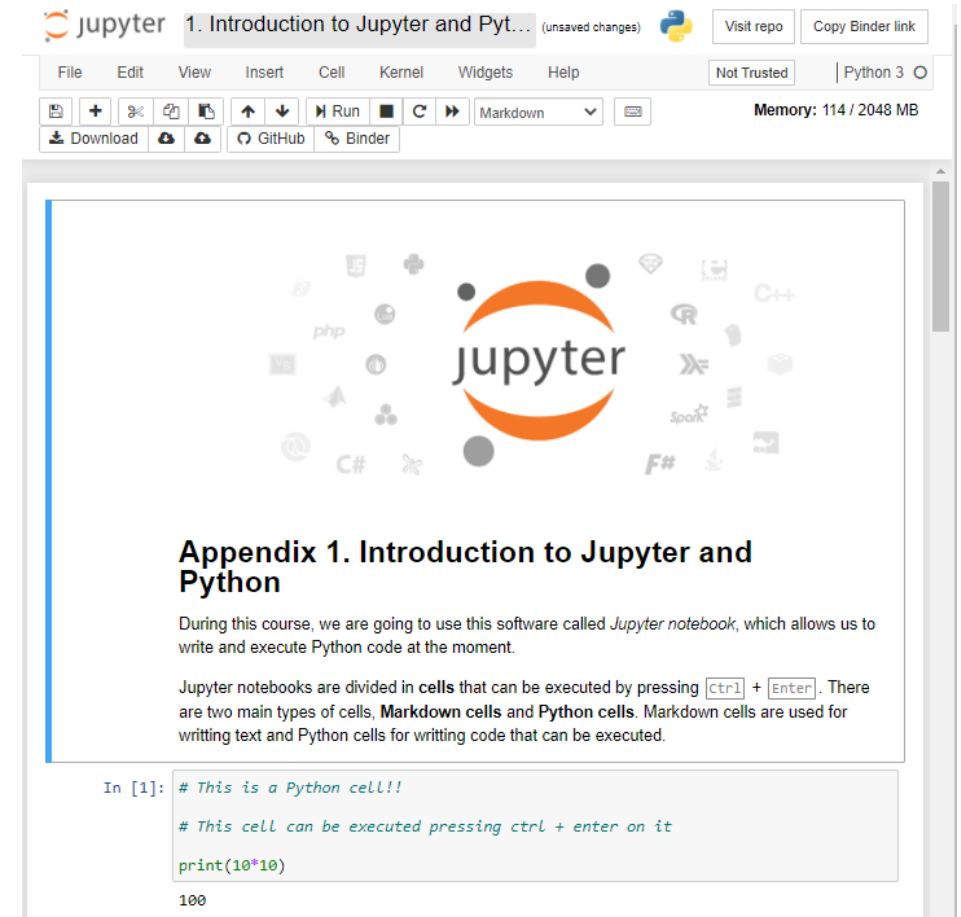 jupyter 1. Introduction to Jupyter and Pyt... (unsaved changes) Visit repo Copy Binder link
File Edit View Insert Cell Kernel Widgets Help Not Trusted Python 3
Run Markdown Memory: 114 / 2048 MB
Download GitHub Binder
JS
php
C++
R
jupyter
Spark
C# F#
Appendix 1. Introduction to Jupyter and
Python
During this course, we are going to use this software called Jupyter notebook, which allows us to
write and execute Python code at the moment.
Jupyter notebooks are divided in cells that can be executed by pressing Ctrl + Enter. There
are two main types of cells, Markdown cells and Python cells. Markdown cells are used for
writting text and Python cells for writting code that can be executed.
In [1]: # This is a Python cell!!
# This cell can be executed pressing ctrl + enter on it
print(10*10)
100